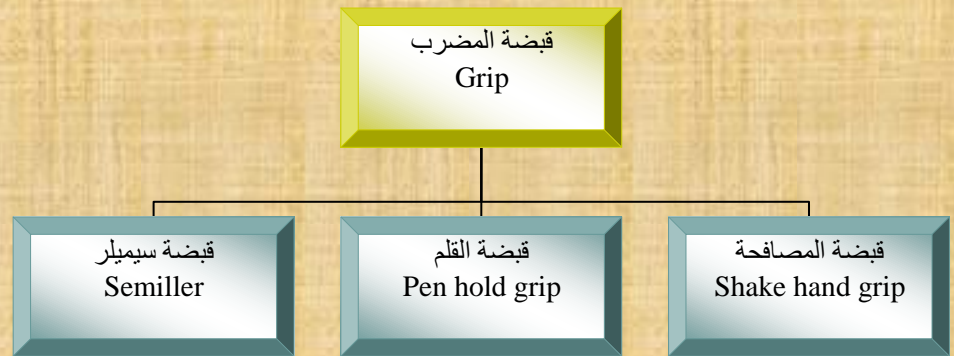 قبضة المضرب
Grip
قبضة المصافحة
Shake hand grip
قبضة القلم
Pen hold grip
قبضة سيميلر
Semiller